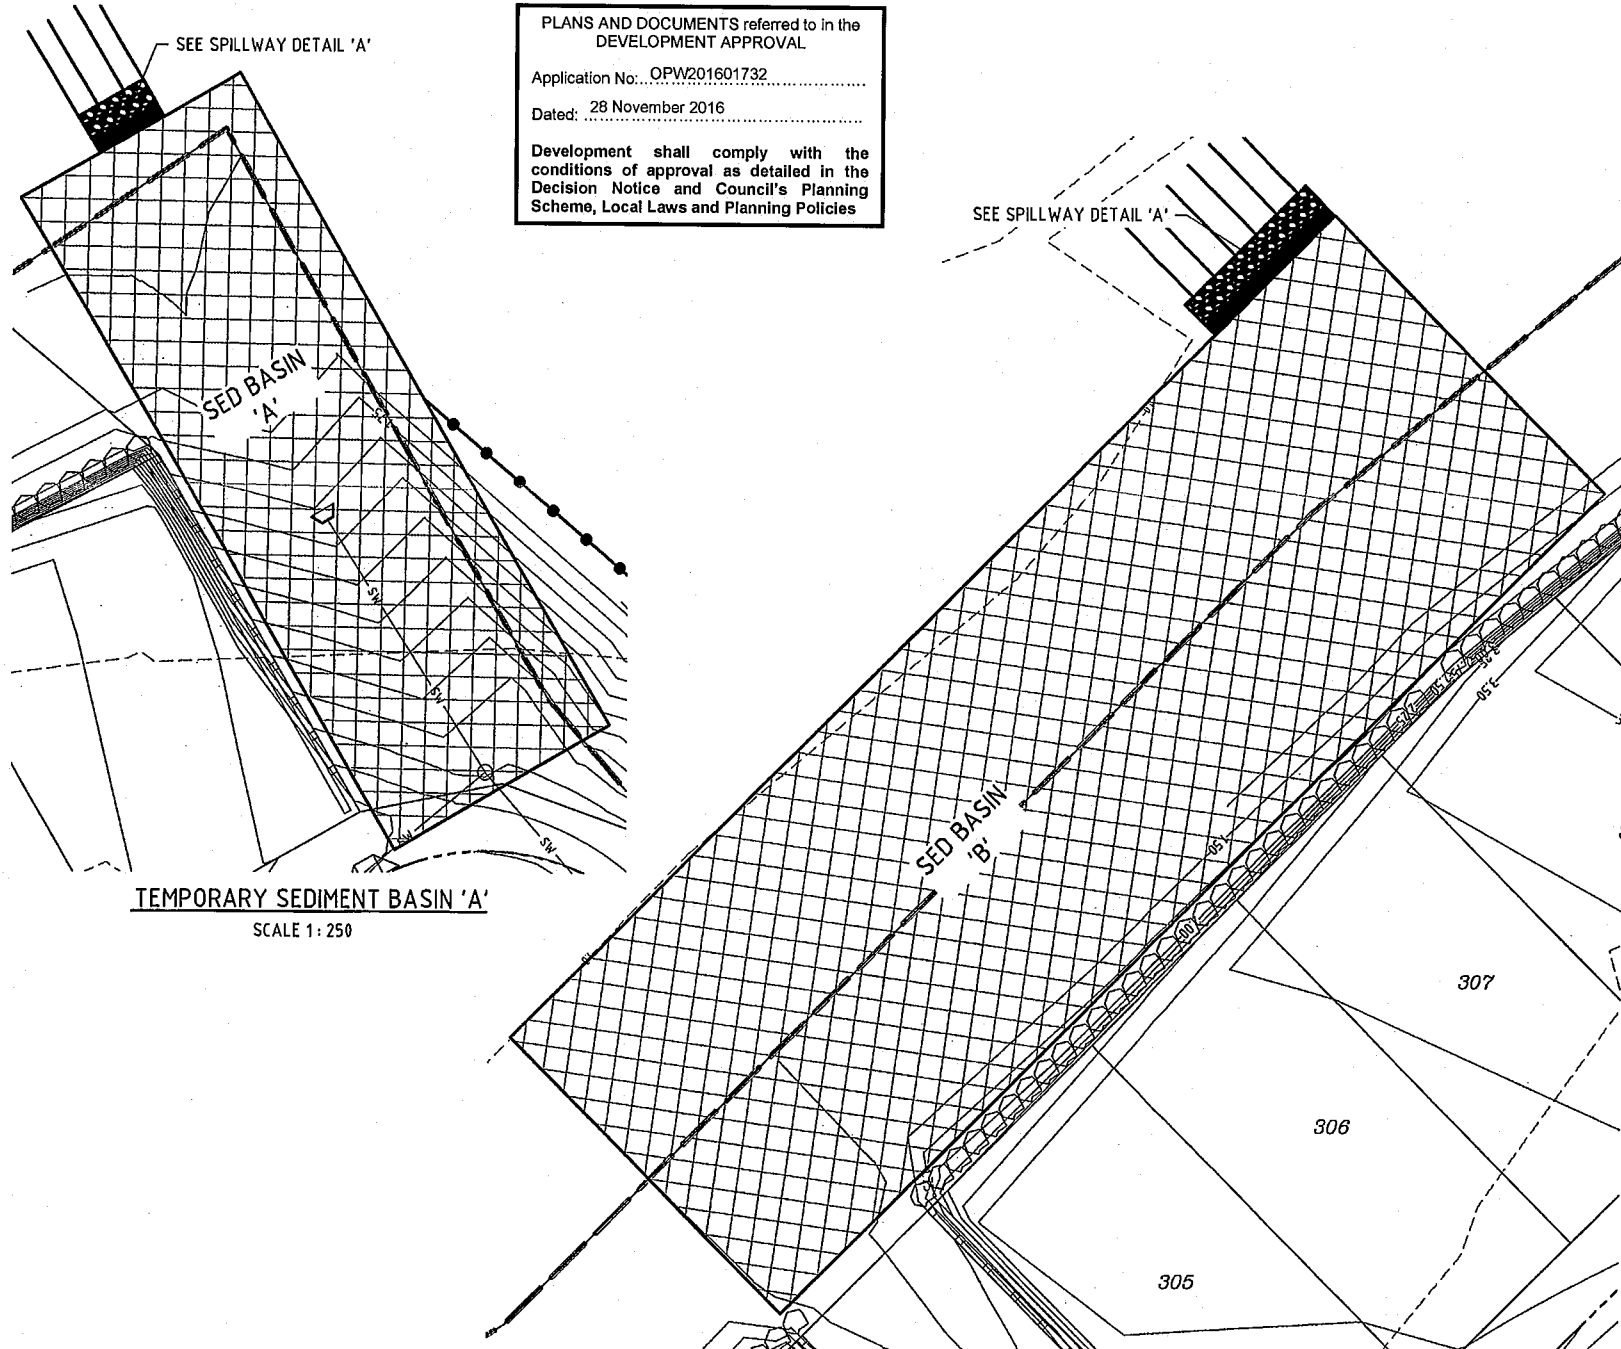 SEE SPILLWAY DETAIL 'A'
PLANS AND DOCUMENTS referred to in the
DEVELOPMENT APPROVAL
Application No: OPW201601732
Dated: 28 November 2016
Development shall comply with the
conditions of approval as detailed in the
Decision Notice and Council's Planning
Scheme, Local Laws and Planning Policies
SEE SPILLWAY DETAIL 'A'
SED BASIN
'A'
SW
SW
SW
SW
TEMPORARY SEDIMENT BASIN 'A'
SCALE 1:250
SED BASIN
'B'
3.50
307
306
305